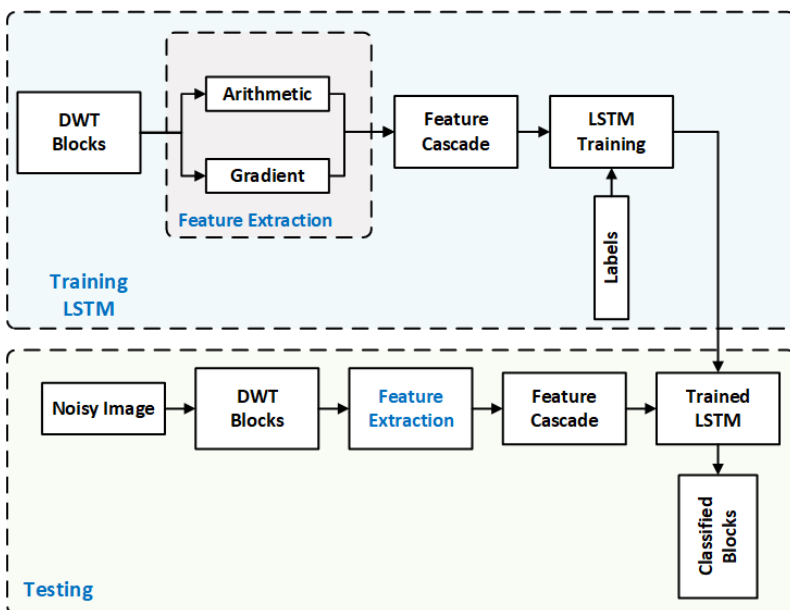 DWT
Blocks
Arithmetic
Gradient
Feature Extraction
Feature
Cascade
LSTM
Training
Labels
Training
LSTM
Noisy Image
DWT
Blocks
Feature
Extraction
Feature
Cascade
Trained
LSTM
Classified
Blocks
Testing